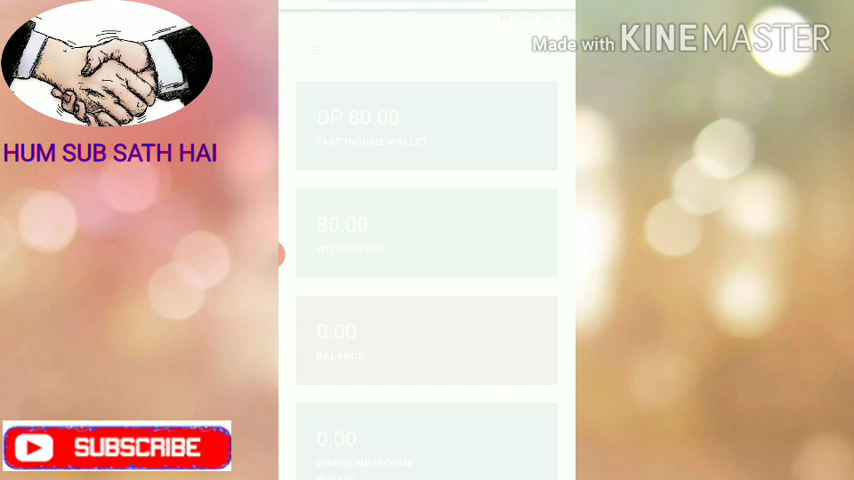 Made with KINEMASTER
HUM SUB SATH HAI
DP 80.00
FAST INCOME WALLET
80.00
WITHDRAWAL
0.00
BALANCE
0.00
DOWNLINE INCOME
WALLET
SUBSCRIBE